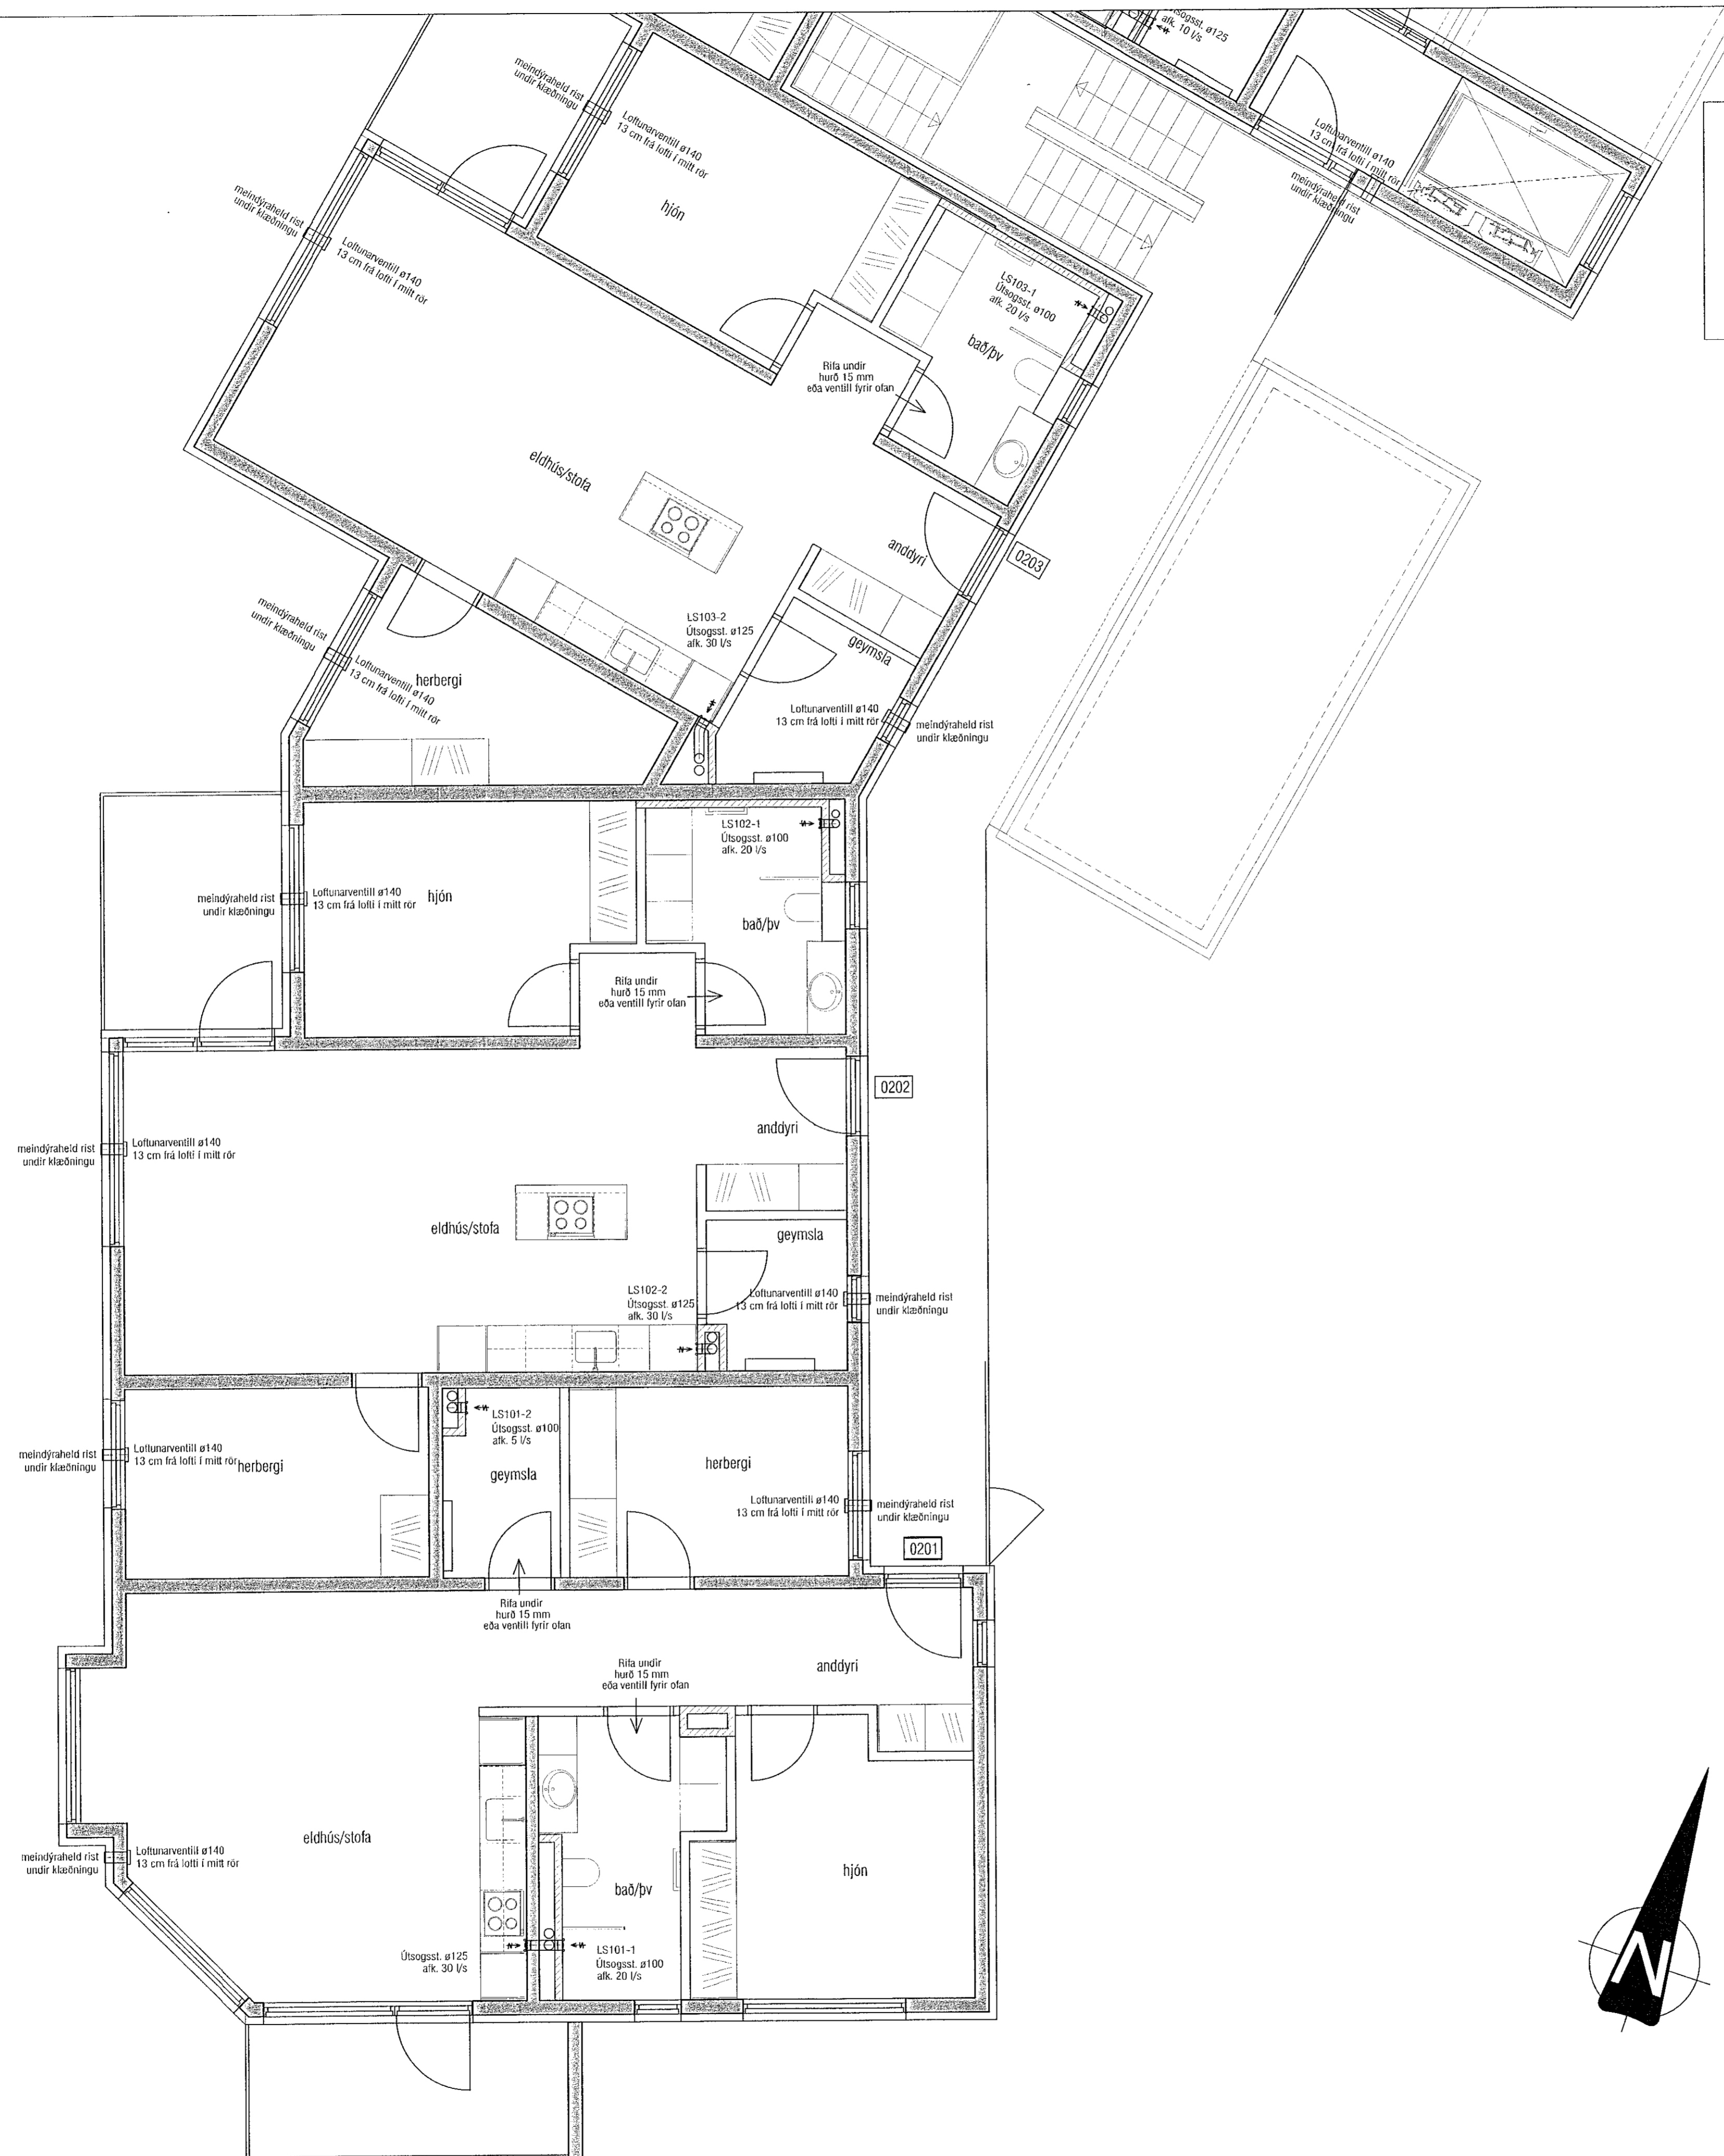 Útsogsst. ø125
afk. 10 l/s
meindýraheld rist
undir klæðningu
Loftunarventill ø140
13 cm frá lofti í mitt rör
hjón
Loftunarventill ø140
13 cm frá lofti í mitt rör
meindýraheld rist
undir klæðningu
meindýraheld rist
undir klæðningu
Loftunarventill ø140
13 cm frá lofti í mitt rör
LS103-1
Útsogsst. ø100
afk. 20 l/s
bað/þv
Rifa undir
hurð 15 mm
eða ventill fyrir ofan
eldhús/stofa
anddyri
0203
meindýraheld rist
undir klæðningu
Loftunarventill ø140
13 cm frá lofti í mitt rör
herbergi
LS103-2
Útsogsst. ø125
afk. 30 l/s
geymsla
Loftunarventill ø140
13 cm frá lofti í mitt rör
meindýraheld rist
undir klæðningu
LS102-1
Útsogsst. ø100
afk. 20 l/s
meindýraheld rist
undir klæðningu
Loftunarventill ø140
13 cm frá lofti í mitt rör
hjón
bað/þv
Rifa undir
hurð 15 mm
eða ventill fyrir ofan
0202
anddyri
meindýraheld rist
undir klæðningu
Loftunarventill ø140
13 cm frá lofti í mitt rör
eldhús/stofa
geymsla
LS102-2
Útsogsst. ø125
afk. 30 l/s
Loftunarventill ø140
13 cm frá lofti í mitt rör
meindýraheld rist
undir klæðningu
LS101-2
Útsogsst. ø100
afk. 5 l/s
meindýraheld rist
undir klæðningu
Loftunarventill ø140
13 cm frá lofti í mitt rör
herbergi
geymsla
herbergi
Loftunarventill ø140
13 cm frá lofti í mitt rör
meindýraheld rist
undir klæðningu
0201
Rifa undir
hurð 15 mm
eða ventill fyrir ofan
Rifa undir
hurð 15 mm
eða ventill fyrir ofan
anddyri
eldhús/stofa
meindýraheld rist
undir klæðningu
Loftunarventill ø140
13 cm frá lofti í mitt rör
hjón
bað/þv
Útsogsst. ø125
afk. 30 l/s
LS101-1
Útsogsst. ø100
afk. 20 l/s
N